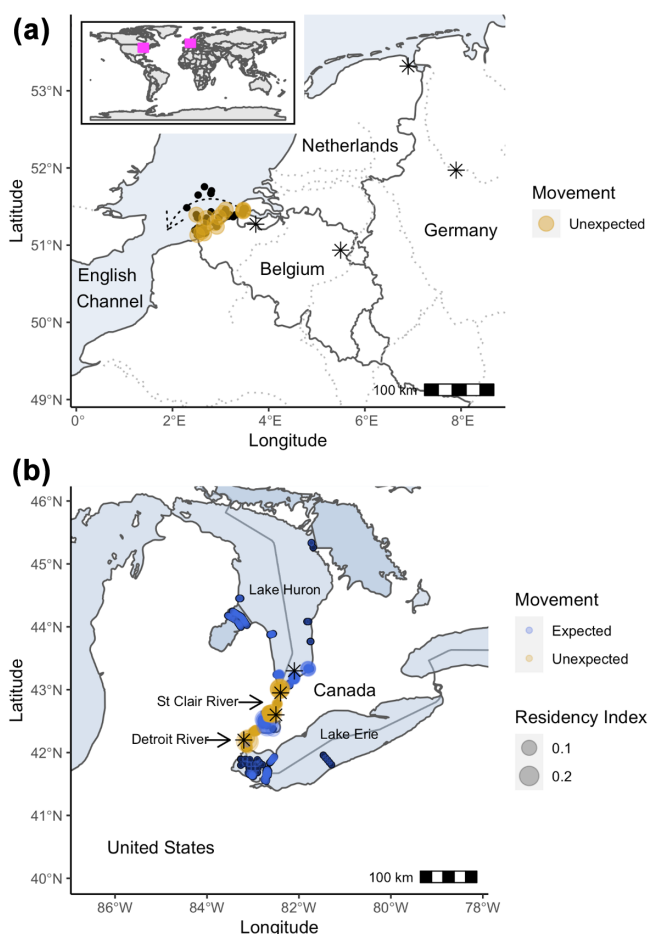 (a)
53°N
52°N
51°N
50°N
49°N
Latitude
Netherlands
Germany
Belgium
English
Channel
100 km
0°
2°E
4°E
6°E
8°E
Longitude
Movement
Unexpected
(b)
46°N
45°N
44°N
43°N
42°N
41°N
40°N
Latitude
Lake Huron
St Clair River
Canada
Detroit River
Lake Erie
United States
100 km
86°W
84°W
82°W
80°W
78°W
Longitude
Movement
Expected
Unexpected
Residency Index
0.1
0.2